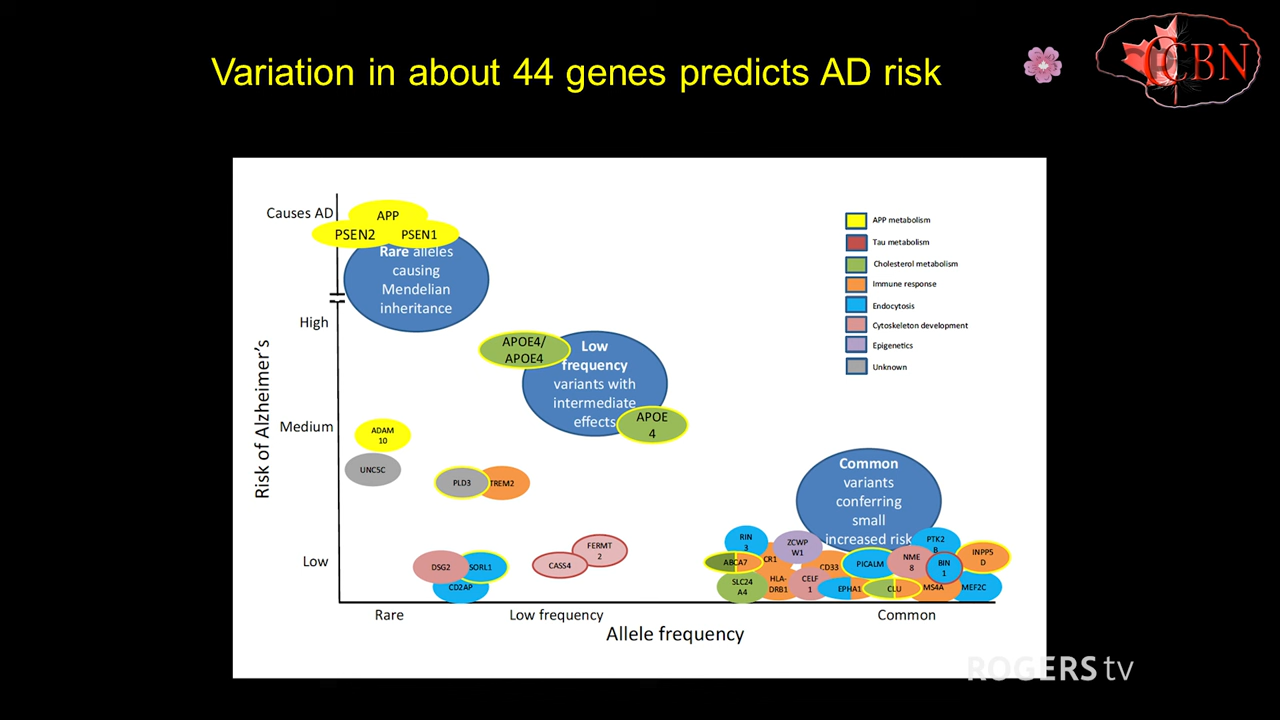 Variation in about 44 genes predicts AD risk
CCBN
Causes AD
High
Medium
Low
Risk of Alzheimer's
APP
PSEN2
PSEN1
Rare alleles
causing
Mendelian
inheritance
APOE4/
APOE4
Low
frequency
variants with
intermediate
effects
APOE
4
ADAM
10
UNC5C
PLD3
TREM2
DSG2
SORL1
CD2AP
CASS4
FERMT
2
Common
variants
conferring
small
increased risk
RIN
3
ABCA7
CR1
ZCWP
W1
SLC24
A4
HLA-
DRB1
CELF
1
CD33
EPHA1
PICALM
CLU
NME
8
PTK2
B
BIN
1
MS4A
INPP5
D
MEF2C
APP metabolism
Tau metabolism
Cholesterol metabolism
Immune response
Endocytosis
Cytoskeleton development
Epigenetics
Unknown
Rare
Low frequency
Common
Allele frequency
ROGERS tv